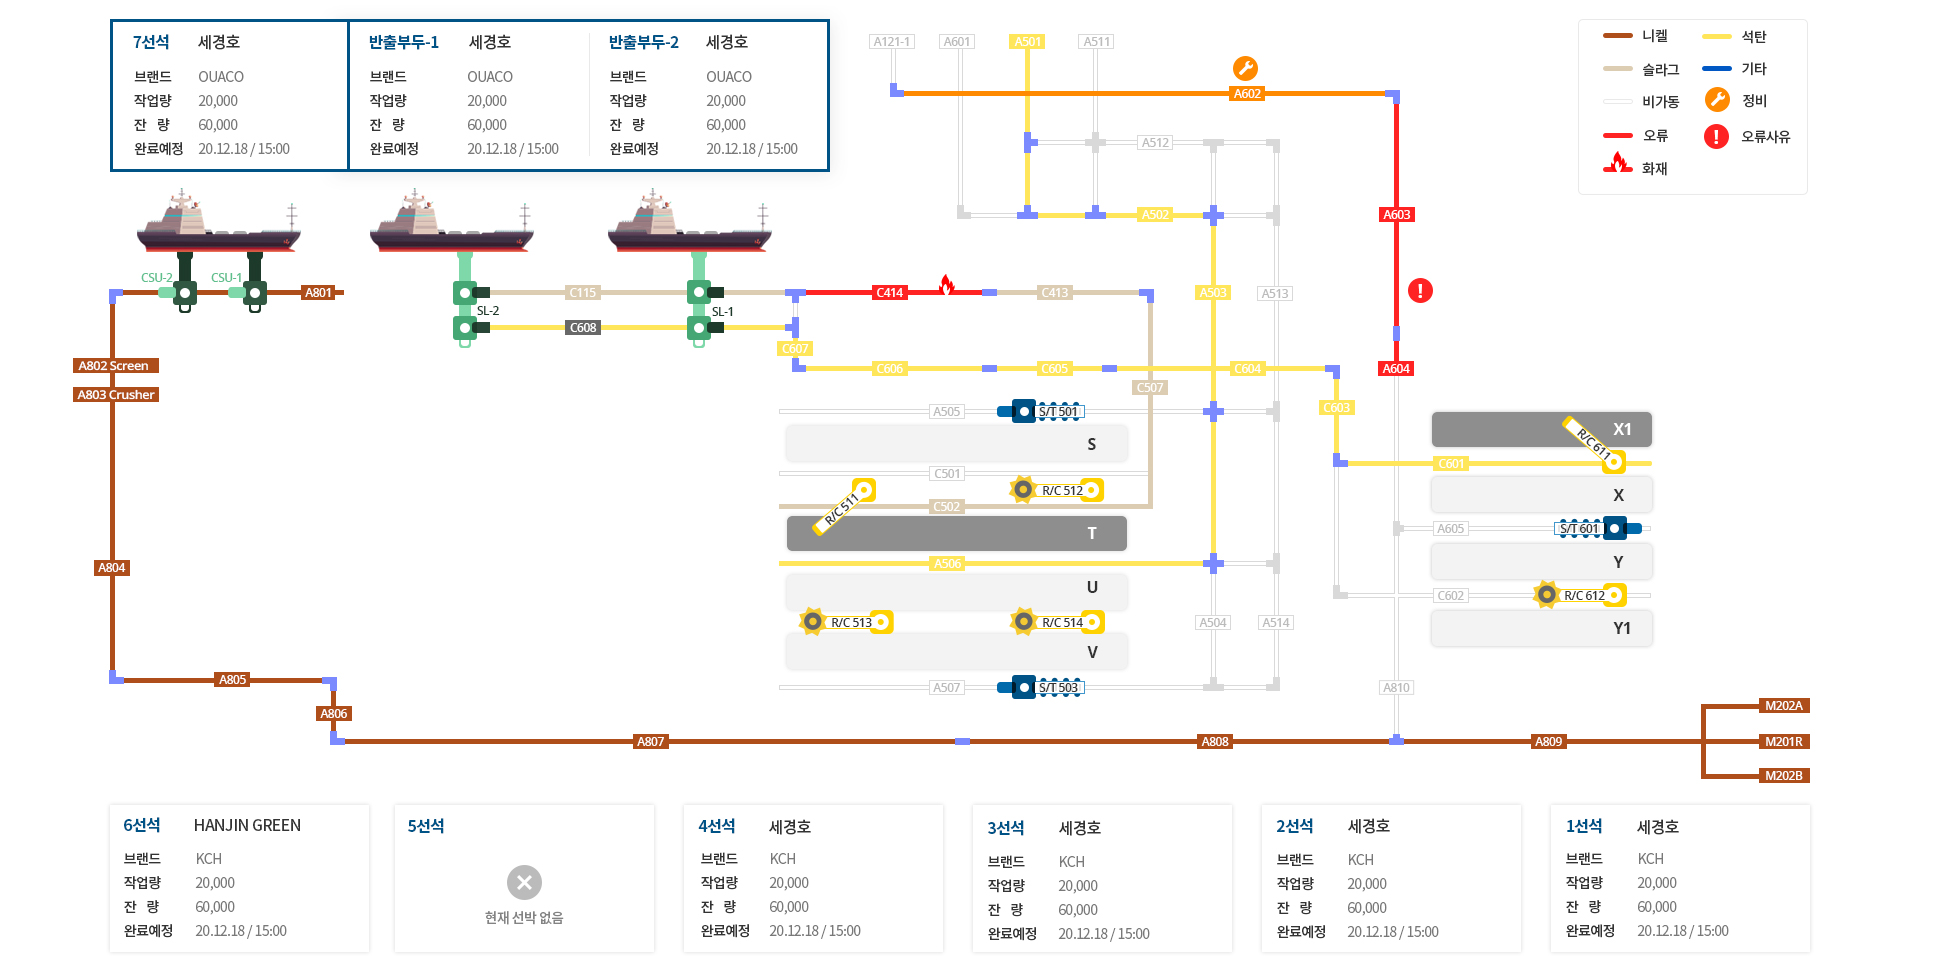 7선석 세경호
브랜드 OUACO
작업량 20,000
잔 량 60,000
완료예정 20.12.18 / 15:00
반출부두-1 세경호
브랜드 OUACO
작업량 20,000
잔 량 60,000
완료예정 20.12.18 / 15:00
반출부두-2 세경호
브랜드 OUACO
작업량 20,000
잔 량 60,000
완료예정 20.12.18 / 15:00
A121-1 A601 A501 A511
니켈 석탄
슬라그 기타
비가동 정비
오류 오류사유
화재
A602
A512
A502
A603
CSU-2 CSU-1
A801
C115
C414
C413
A503
A513
SL-2
SL-1
C608
C607
A802 Screen
A803 Crusher
C606 C605 C604
A604
C507
C603
A505
S/T 501
S
C501
R/C 511
R/C 512
C502
T
A506
U
R/C 513
R/C 514
V
A507
S/T 503
A504
A514
X1
R/C 611
C601
X
A605
S/T 601
Y
C602
R/C 612
Y1
A810
A804
A805
A806
A807
A808
A809
M202A
M201R
M202B
6선석 HANJIN GREEN
브랜드 KCH
작업량 20,000
잔 량 60,000
완료예정 20.12.18 / 15:00
5선석
현재 선박 없음
4선석 세경호
브랜드 KCH
작업량 20,000
잔 량 60,000
완료예정 20.12.18 / 15:00
3선석 세경호
브랜드 KCH
작업량 20,000
잔 량 60,000
완료예정 20.12.18 / 15:00
2선석 세경호
브랜드 KCH
작업량 20,000
잔 량 60,000
완료예정 20.12.18 / 15:00
1선석 세경호
브랜드 KCH
작업량 20,000
잔 량 60,000
완료예정 20.12.18 / 15:00